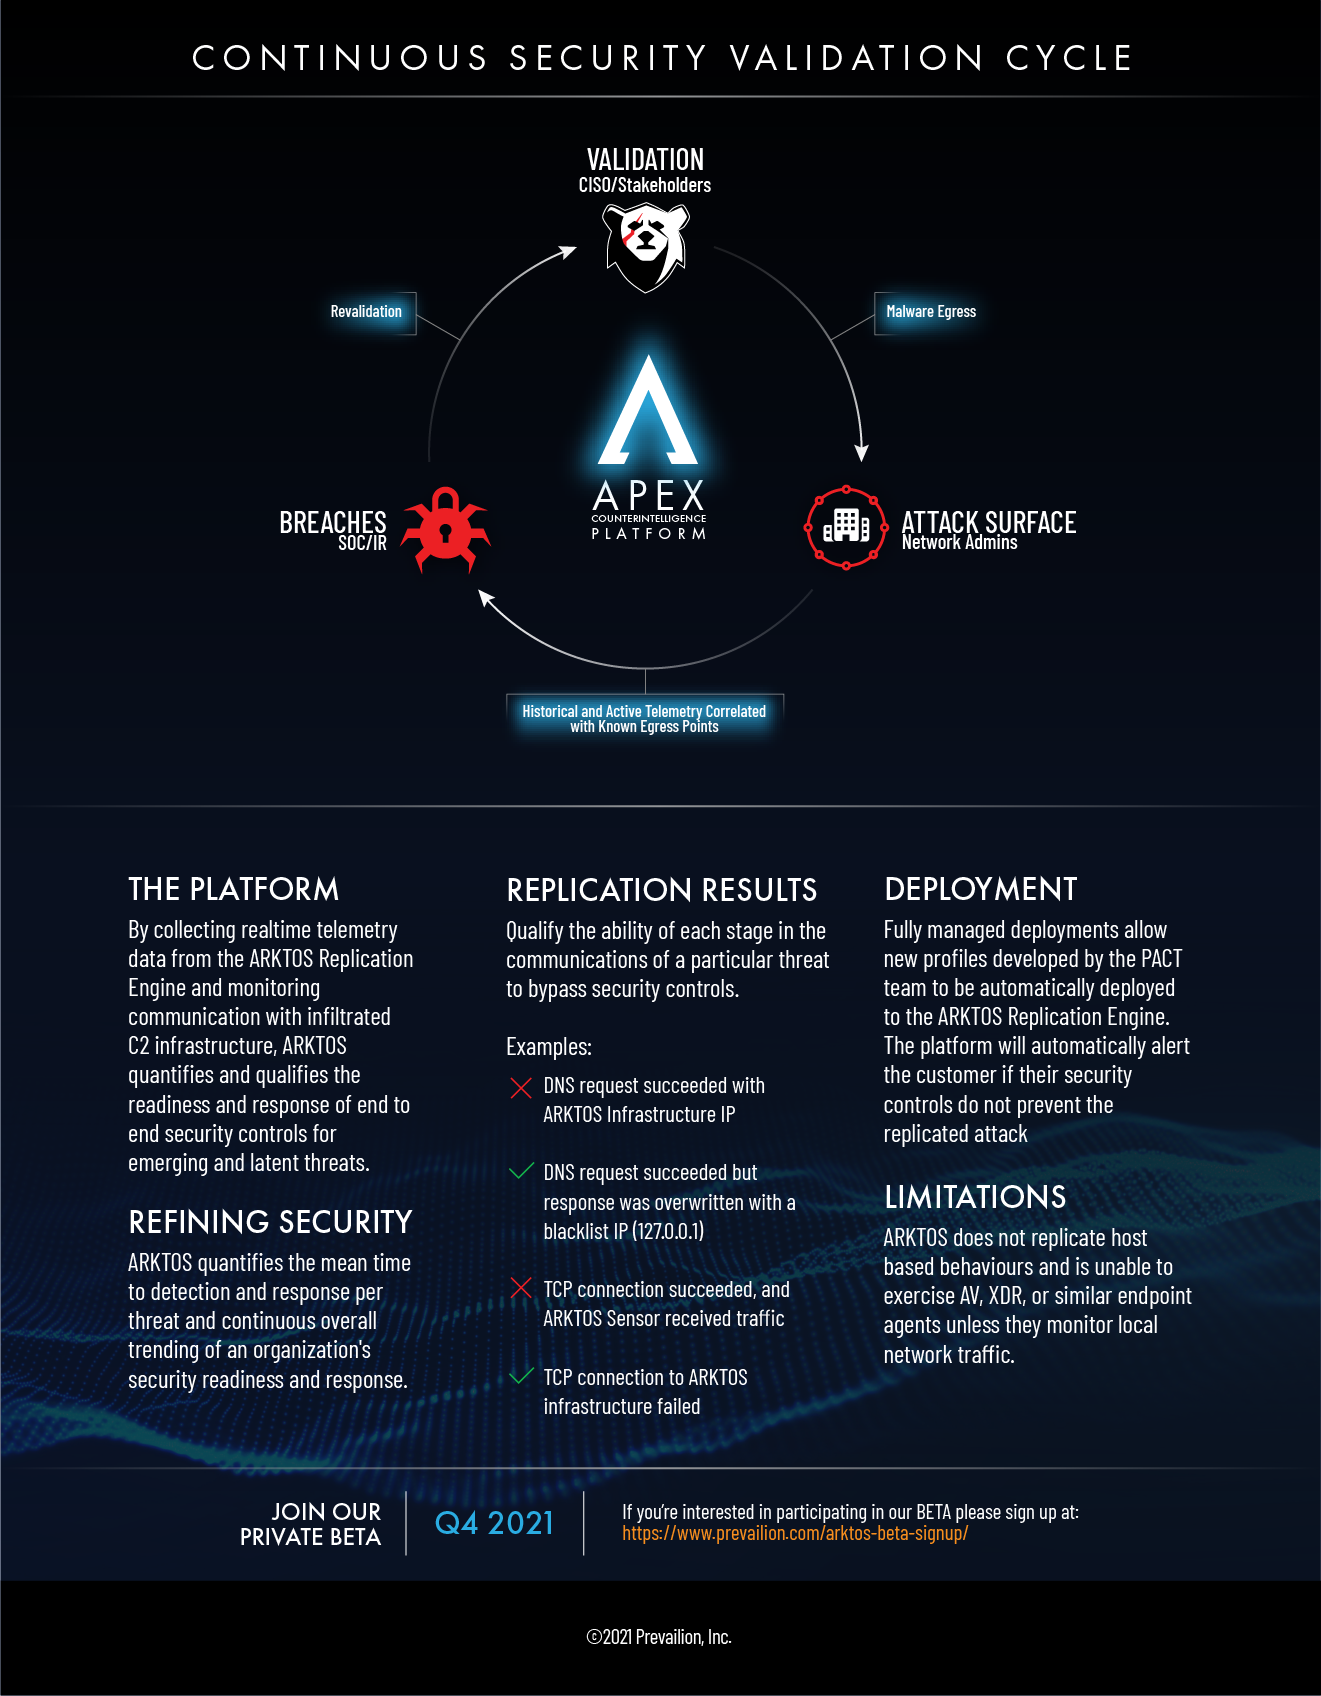 CONTINUOUS SECURITY VALIDATION CYCLE
VALIDATION
CISO/Stakeholders
Revalidation
Malware Egress
APEX
COUNTERINTELLIGENCE
PLATFORM
BREACHES
SOC/IR
ATTACK SURFACE
Network Admins
Historical and Active Telemetry Correlated
with Known Egress Points
THE PLATFORM
By collecting realtime telemetry
data from the ARKTOS Replication
Engine and monitoring
communication with infiltrated
C2 infrastructure, ARKTOS
quantifies and qualifies the
readiness and response of end to
end security controls for
emerging and latent threats.
REFINING SECURITY
ARKTOS quantifies the mean time
to detection and response per
threat and continuous overall
trending of an organization's
security readiness and response.
REPLICATION RESULTS
Qualify the ability of each stage in the
communications of a particular threat
to bypass security controls.
Examples:
DNS request succeeded with
ARKTOS Infrastructure IP
DNS request succeeded but
response was overwritten with a
blacklist IP (127.0.0.1)
TCP connection succeeded, and
ARKTOS Sensor received traffic
TCP connection to ARKTOS
infrastructure failed
DEPLOYMENT
Fully managed deployments allow
new profiles developed by the PACT
team to be automatically deployed
to the ARKTOS Replication Engine.
The platform will automatically alert
the customer if their security
controls do not prevent the
replicated attack
LIMITATIONS
ARKTOS does not replicate host
based behaviours and is unable to
exercise AV, XDR, or similar endpoint
agents unless they monitor local
network traffic.
JOIN OUR
PRIVATE BETA
Q4 2021
If you're interested in participating in our BETA please sign up at:
https://www.prevailion.com/arktos-beta-signup/
©2021 Prevailion, Inc.